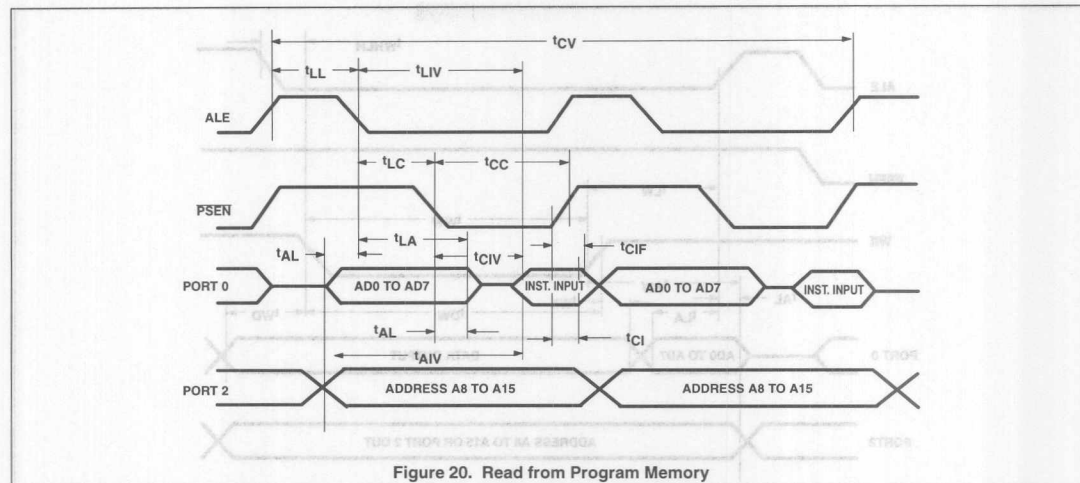 tCV
tLL
tLIV
ALE
tLC
tCC
PSEN
tLA
tAL
tCIV
tCIF
PORT 0
AD0 TO AD7
INST. INPUT
AD0 TO AD7
INST. INPUT
tAL
tCI
tAIV
PORT 2
ADDRESS A8 TO A15
ADDRESS A8 TO A15
Figure 20. Read from Program Memory